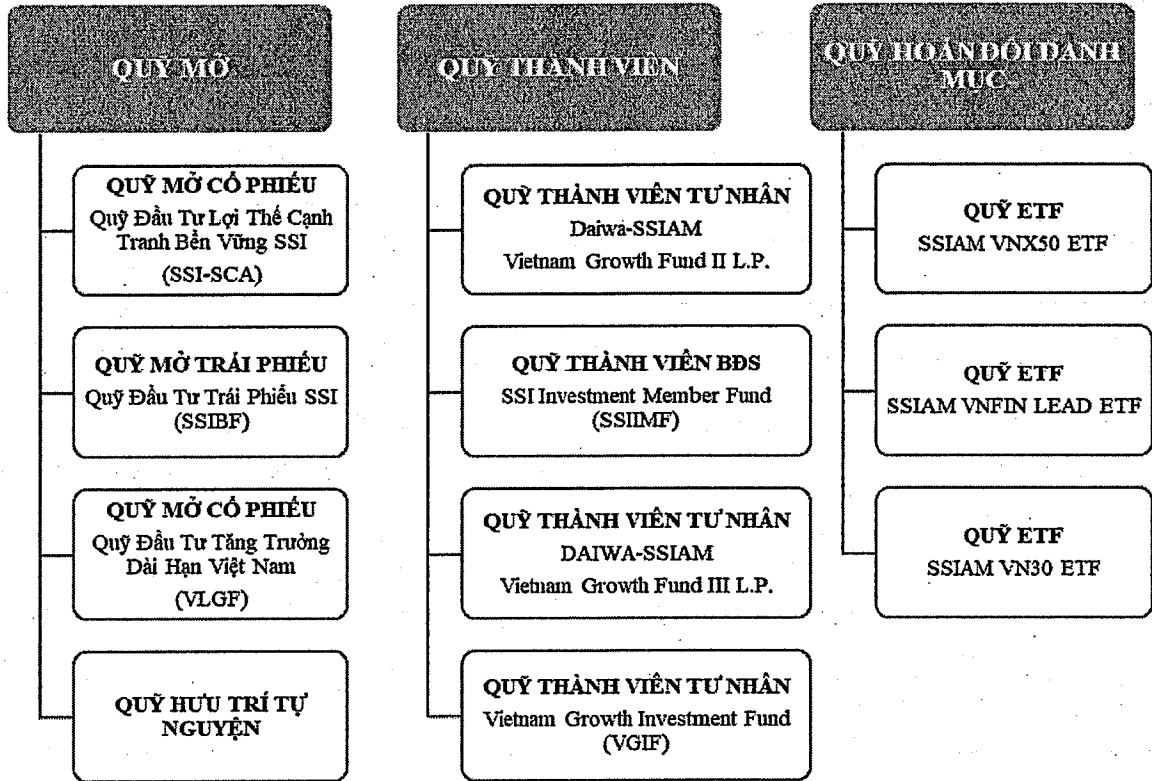 QUỸ MỞ
QUỸ MỞ CỔ PHIẾU
Quỹ Đầu Tư Lợi Thế Cạnh
Tranh Bền Vững SSI
(SSI-SCA)
QUỸ MỞ TRÁI PHIẾU
Quỹ Đầu Tư Trái Phiếu SSI
(SSIBF)
QUỸ MỞ CỔ PHIẾU
Quỹ Đầu Tư Tăng Trưởng
Dài Hạn Việt Nam
(VLGF)
QUỸ HƯU TRÍ TỰ
NGUYỆN
QUỸ THÀNH VIÊN
QUỸ THÀNH VIÊN TƯ NHÂN
Daiwa-SSIAM
Vietnam Growth Fund II L.P.
QUỸ THÀNH VIÊN BĐS
SSI Investment Member Fund
(SSIIMF)
QUỸ THÀNH VIÊN TƯ NHÂN
DAIWA-SSIAM
Vietnam Growth Fund III L.P.
QUỸ THÀNH VIÊN TƯ NHÂN
Vietnam Growth Investment Fund
(VGIF)
QUỸ HOÁN ĐỔI DANH
MỤC
QUỸ ETF
SSIAM VNX50 ETF
QUỸ ETF
SSIAM VNFIN LEAD ETF
QUỸ ETF
SSIAM VN30 ETF